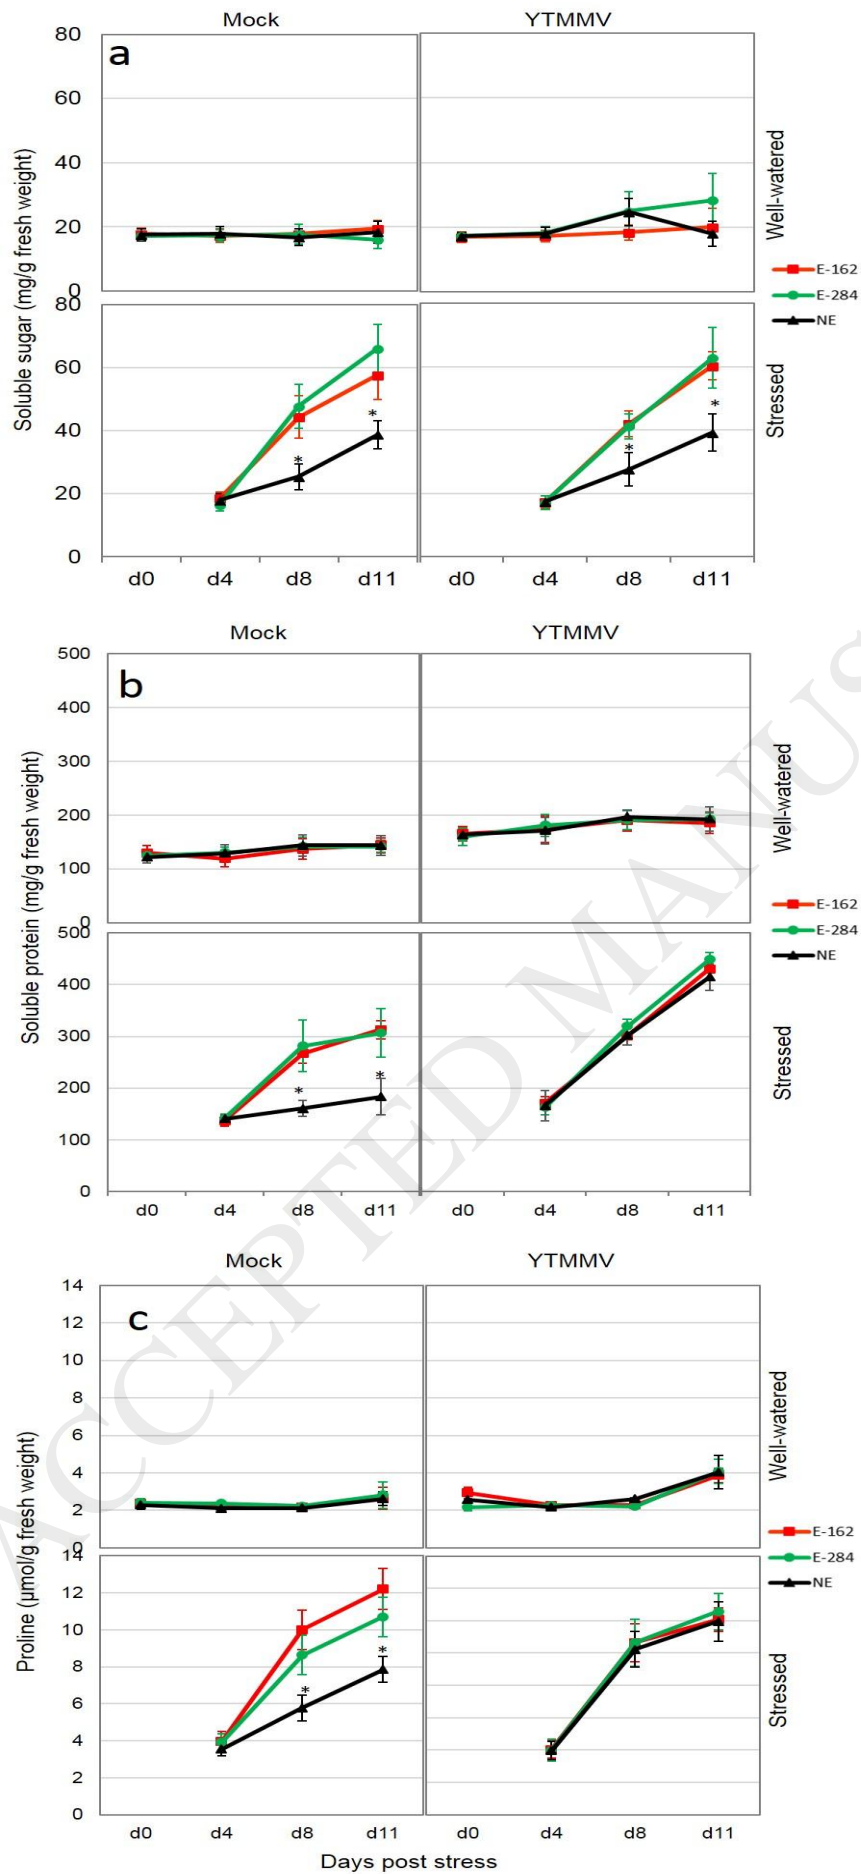 Mock YTMMV
a
80
60
40
20
0
Soluble sugar (mg/g fresh weight)
Well-watered
E-162
E-284
NE
80
60
40
20
0
* * * *
Stressed
d0 d4 d8 d11 d0 d4 d8 d11
Mock YTMMV
b
500
400
300
200
100
0
Soluble protein (mg/g fresh weight)
Well-watered
E-162
E-284
NE
500
400
300
200
100
0
* *
Stressed
d0 d4 d8 d11 d0 d4 d8 d11
Mock YTMMV
c
14
12
10
8
6
4
2
0
Proline (µmol/g fresh weight)
Well-watered
E-162
E-284
NE
14
12
10
8
6
4
2
0
* *
Stressed
d0 d4 d8 d11 d0 d4 d8 d11
Days post stress
ACCEPTED MANUS